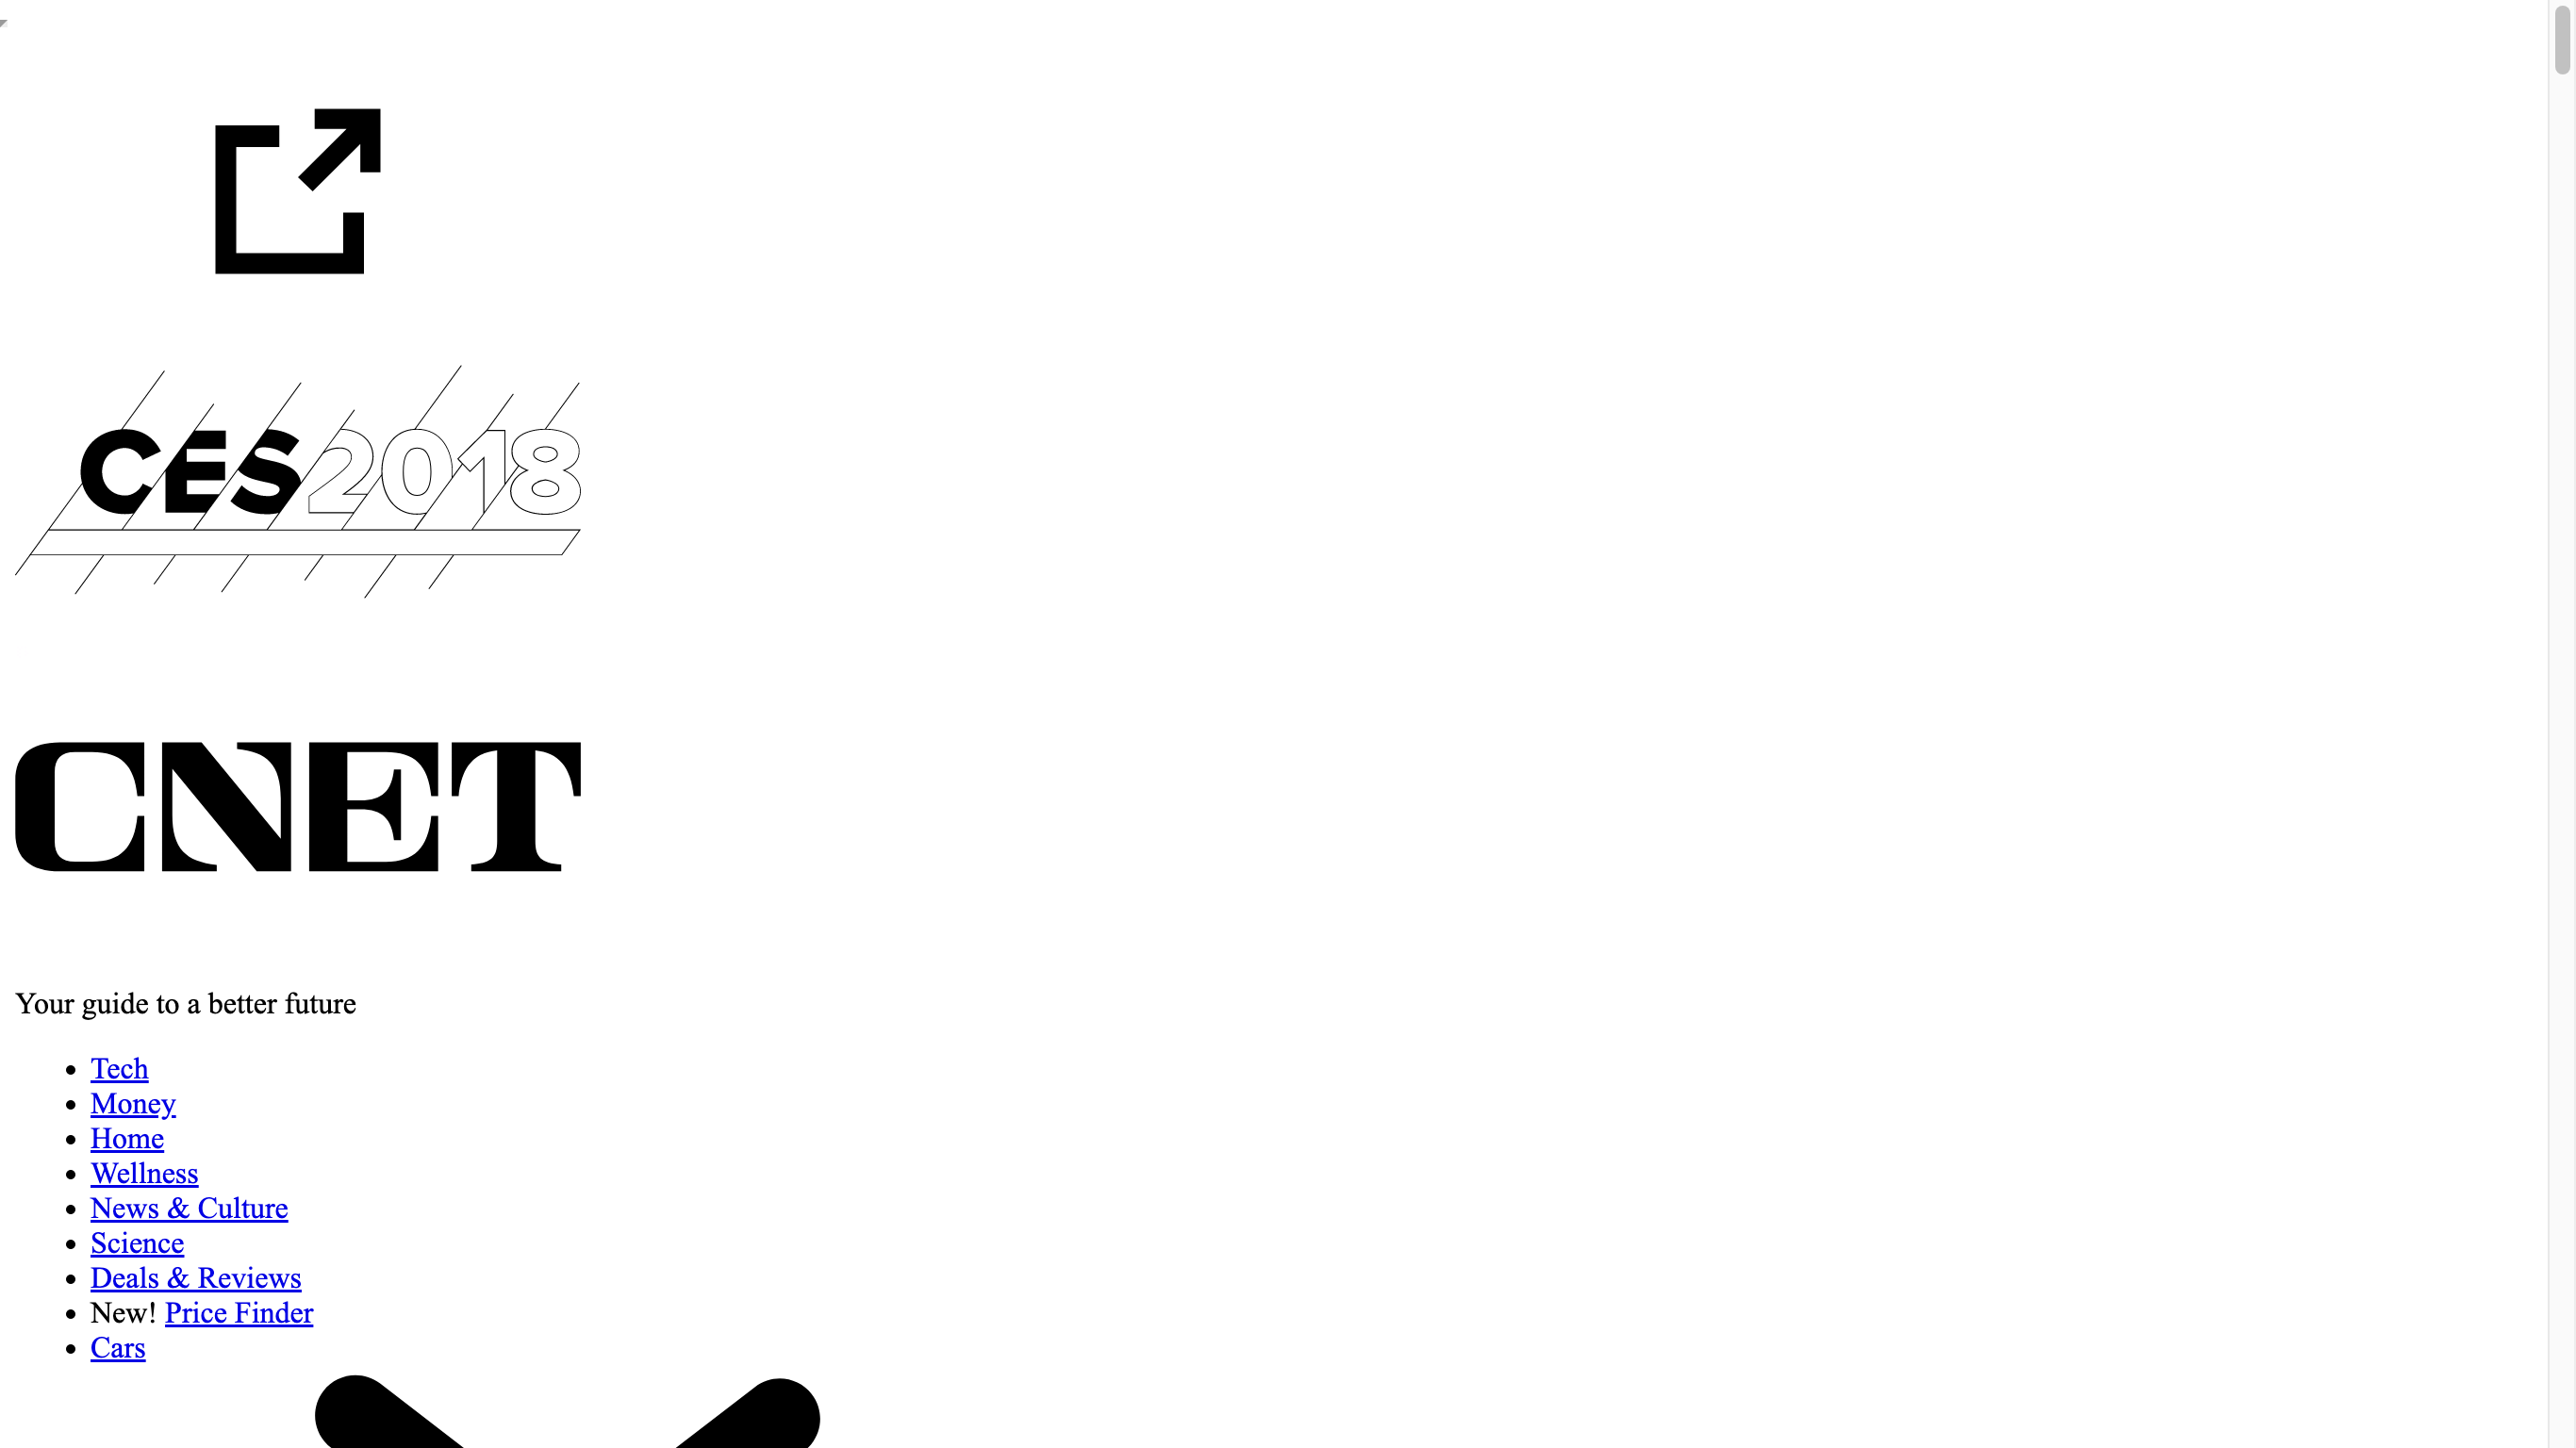 CES2018
CNET
Your guide to a better future
Tech
Money
Home
Wellness
News & Culture
Science
Deals & Reviews
New! Price Finder
Cars